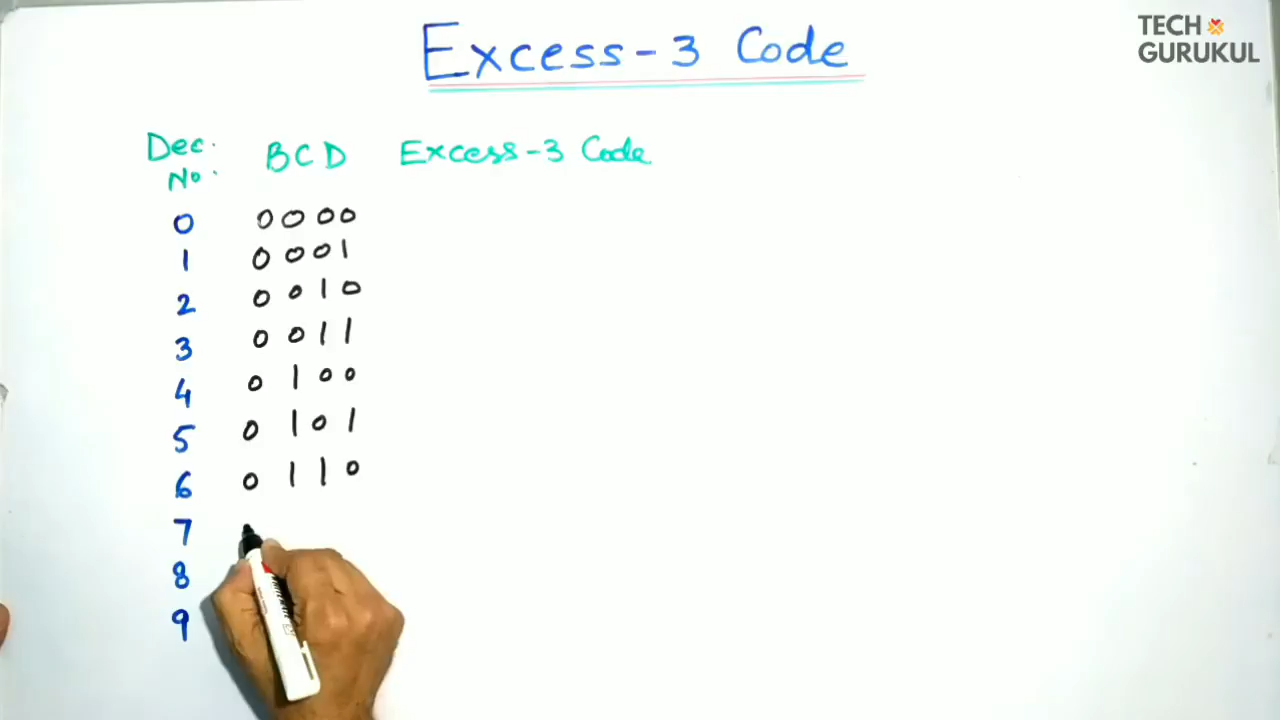 Excess-3 Code
TECH
GURUKUL
Dec. No. BCD Excess-3 Code
0 0000
1 0001
2 0010
3 0011
4 0100
5 0101
6 0110
7
8
9